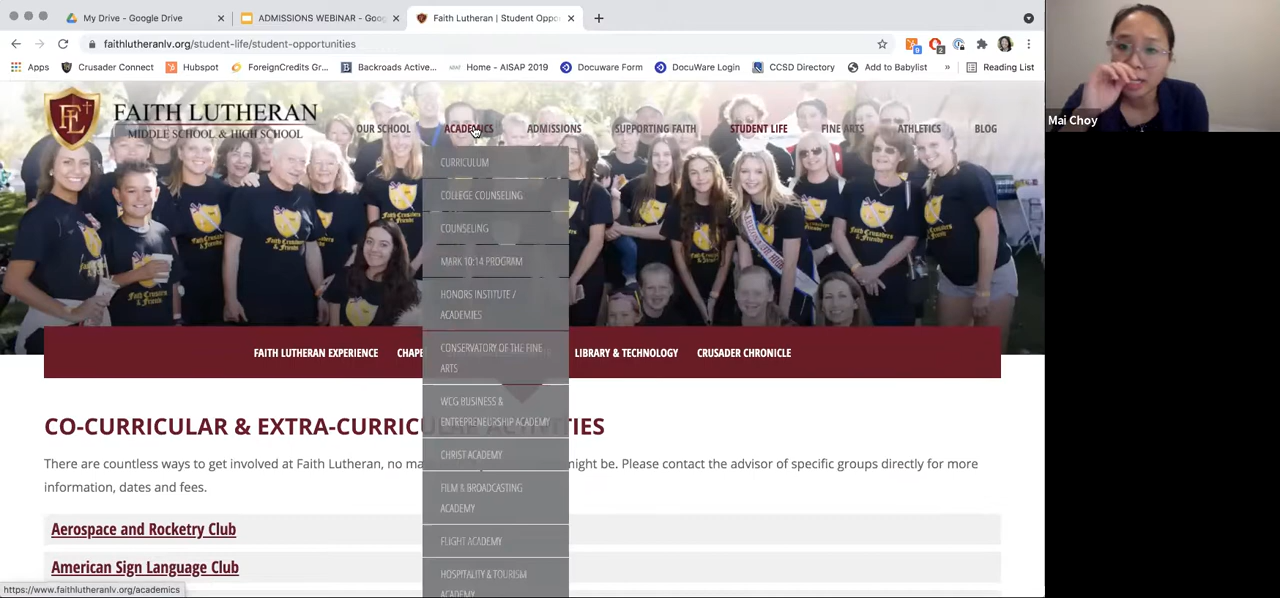 My Drive - Google Drive
ADMISSIONS WEBINAR - Goo
Faith Lutheran | Student Oppo
faithlutheranlv.org/student-life/student-opportunities
Apps
Crusader Connect
Hubspot
ForeignCredits Gr...
Backroads Active...
Home - AISAP 2019
Docuware Form
DocuWare Login
CCSD Directory
Add to Babylist
»
Reading List
FAITH LUTHERAN
MIDDLE SCHOOL & HIGH SCHOOL
OUR SCHOOL
ACADEMICS
ADMISSIONS
SUPPORTING FAITH
STUDENT LIFE
FINE ARTS
ATHLETICS
BLOG
Mai Choy
CURRICULUM
COLLEGE COUNSELING
COUNSELING
MARK 10:14 PROGRAM
HONORS INSTITUTE /
ACADEMIES
CONSERVATORY OF THE FINE
ARTS
WCG BUSINESS &
ENTREPRENEURSHIP ACADEMY
CHRIST ACADEMY
FILM & BROADCASTING
ACADEMY
FLIGHT ACADEMY
HOSPITALITY & TOURISM
ACADEMY
FAITH LUTHERAN EXPERIENCE
CHAPE
LIBRARY & TECHNOLOGY
CRUSADER CHRONICLE
CO-CURRICULAR & EXTRA-CURRICULAR ACTIVITIES
There are countless ways to get involved at Faith Lutheran, no ma might be. Please contact the advisor of specific groups directly for more
information, dates and fees.
Aerospace and Rocketry Club
American Sign Language Club
https://www.faithlutheranlv.org/academics